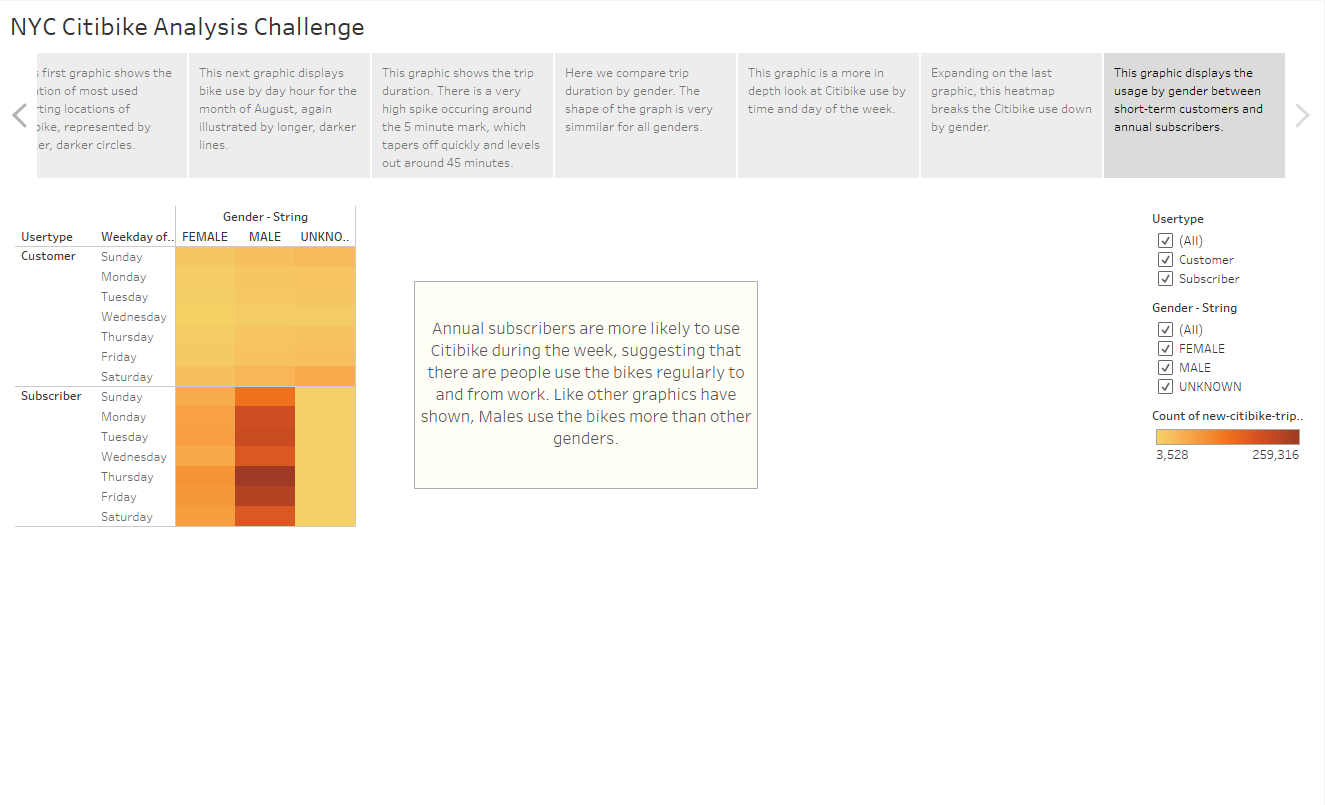 NYC Citibike Analysis Challenge
first graphic shows the
of most used
locations of
represented by
darker circles.
This next graphic displays
bike use by day hour for the
month of August, again
illustrated by longer, darker
lines.
This graphic shows the trip
duration. There is a very
high spike occuring around
the 5 minute mark, which
tapers off quickly and levels
out around 45 minutes.
Here we compare trip
duration by gender. The
shape of the graph is very
simmilar for all genders.
This graphic is a more in
depth look at Citibike use by
time and day of the week.
Expanding on the last
graphic, this heatmap
breaks the Citibike use down
by gender.
This graphic displays the
usage by gender between
short-term customers and
annual subscribers.
Gender - String
Usertype Weekday of.. FEMALE MALE UNKNO..
Customer Sunday
Monday
Tuesday
Wednesday
Thursday
Friday
Saturday
Subscriber Sunday
Monday
Tuesday
Wednesday
Thursday
Friday
Saturday
Annual subscribers are more likely to use
Citibike during the week, suggesting that
there are people use the bikes regularly to
and from work. Like other graphics have
shown, Males use the bikes more than other
genders.
Usertype
(All)
Customer
Subscriber
Gender - String
(All)
FEMALE
MALE
UNKNOWN
Count of new-citibike-trip..
3,528 259,316